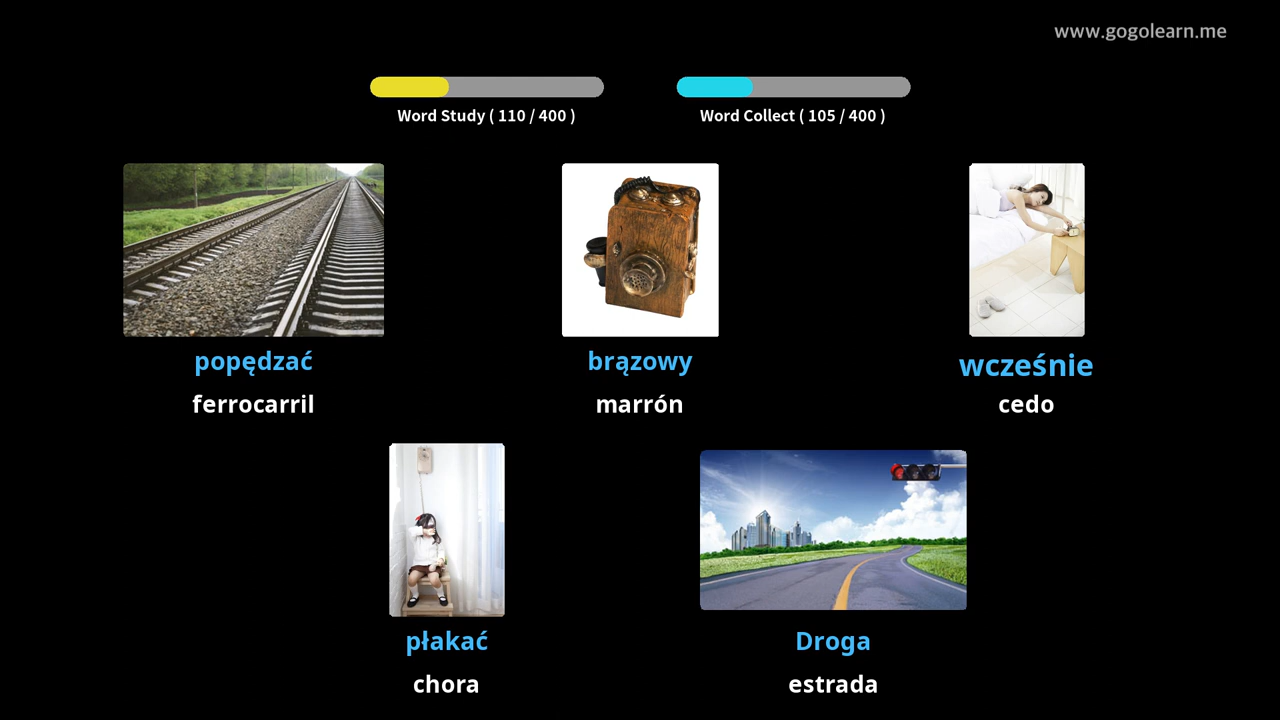 www.gogolearn.me
Word Study ( 110 / 400 )
Word Collect ( 105 / 400 )
popędzać
brązowy
wcześnie
ferrocarril
marrón
cedo
płakać
Droga
chora
estrada